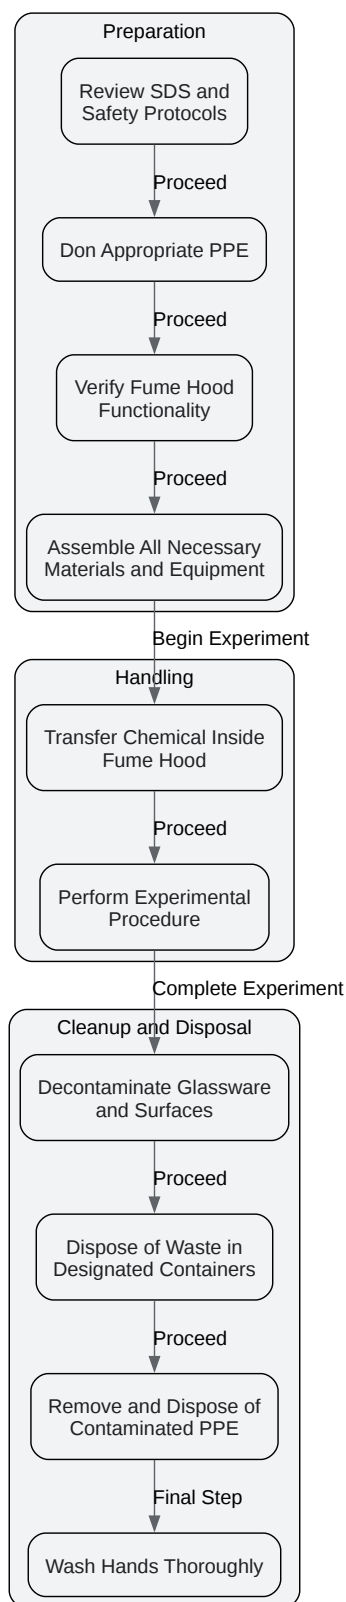 Preparation
Review SDS and
Safety Protocols
Proceed
Don Appropriate PPE
Proceed
Verify Fume Hood
Functionality
Proceed
Assemble All Necessary
Materials and Equipment
Begin Experiment
Handling
Transfer Chemical Inside
Fume Hood
Proceed
Perform Experimental
Procedure
Complete Experiment
Cleanup and Disposal
Decontaminate Glassware
and Surfaces
Proceed
Dispose of Waste in
Designated Containers
Proceed
Remove and Dispose of
Contaminated PPE
Final Step
Wash Hands Thoroughly